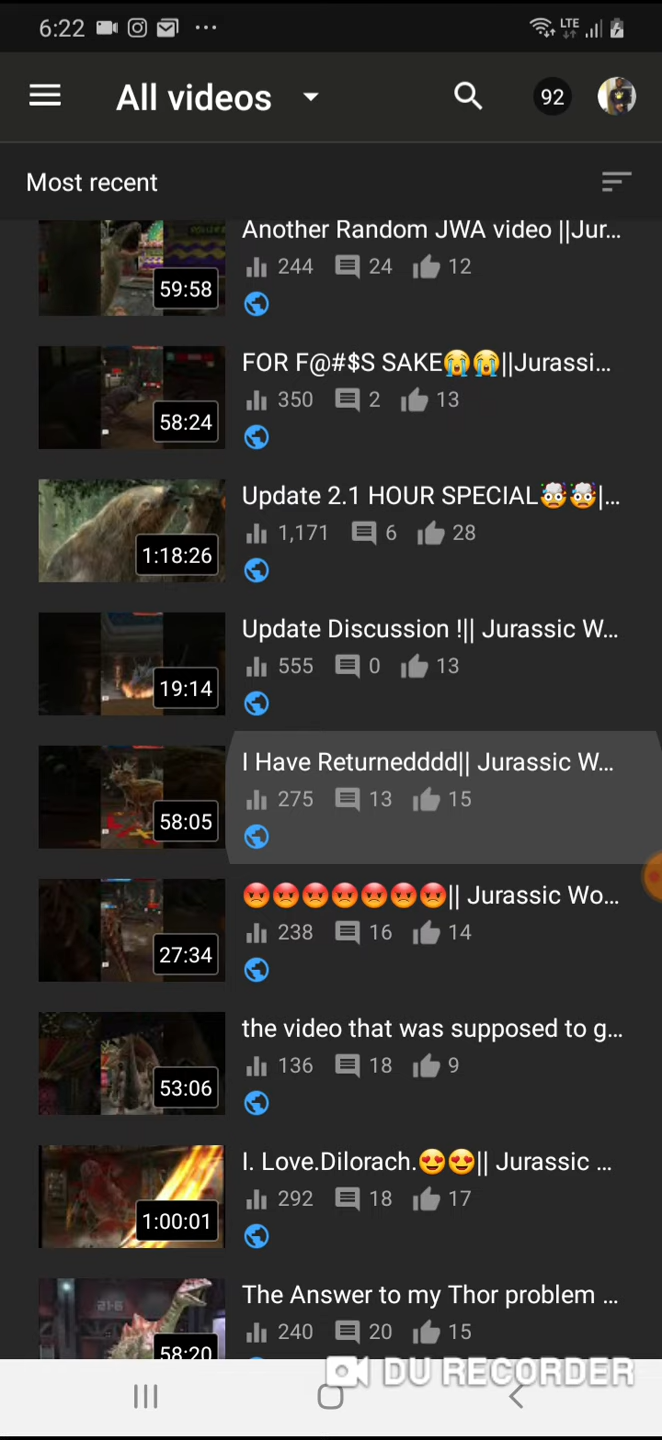 6:22 LTE
All videos 92
Most recent
Another Random JWA video ||Jur...
59:58 244 24 12
FOR F@#$S SAKE😭😭||Jurassi...
58:24 350 2 13
Update 2.1 HOUR SPECIAL🤯🤯|...
1:18:26 1,171 6 28
Update Discussion !|| Jurassic W...
19:14 555 0 13
I Have Returnedddd|| Jurassic W...
58:05 275 13 15
😡😡😡😡😡😡😡|| Jurassic Wo...
27:34 238 16 14
the video that was supposed to g...
53:06 136 18 9
I. Love.Dilorach.😍😍|| Jurassic ...
1:00:01 292 18 17
The Answer to my Thor problem ...
58:20 240 20 15
DU RECORDER